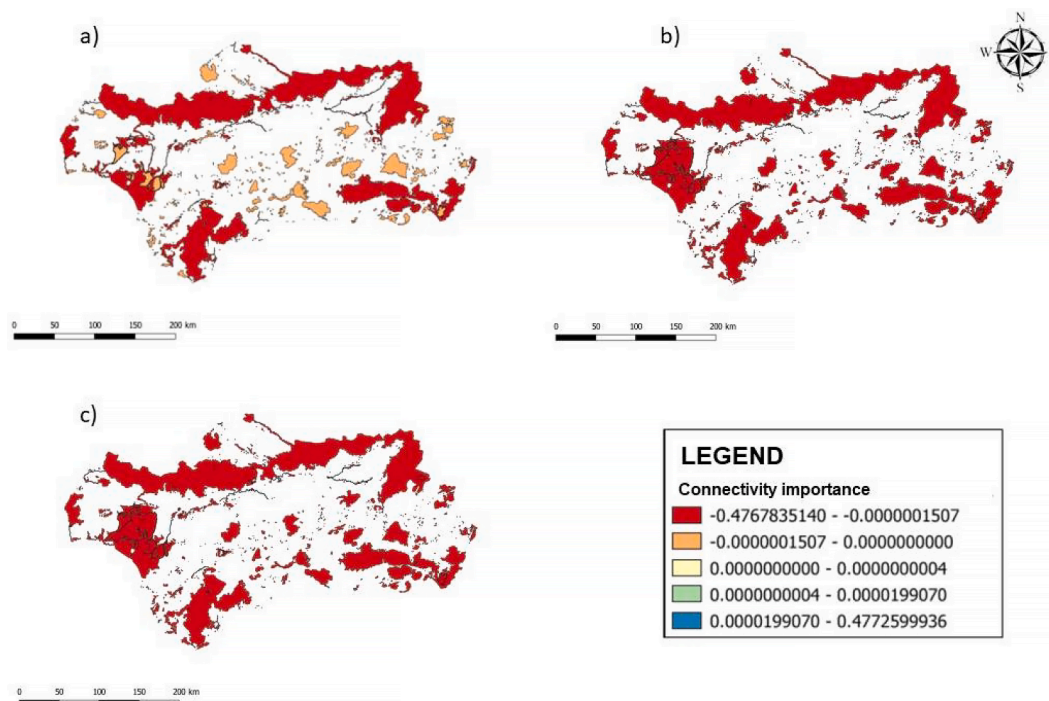 a)
b)
N
W
E
S
0 50 100 150 200 km
0 50 100 150 200 km
c)
LEGEND
Connectivity importance
-0.4767835140 - -0.0000001507
-0.0000001507 - 0.0000000000
0.0000000000 - 0.0000000004
0.0000000004 - 0.0000199070
0.0000199070 - 0.4772599936
0 50 100 150 200 km